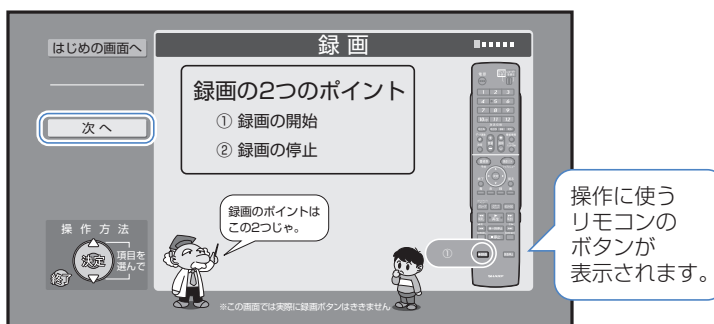 はじめの画面へ
録 画
次 へ
録画の2つのポイント
① 録画の開始
② 録画の停止
録画のポイントは
この2つじゃ。
操 作 方 法
決定
項目を
選んで
①
※この画面では実際に録画ボタンはききません
操作に使う
リモコンの
ボタンが
表示されます。